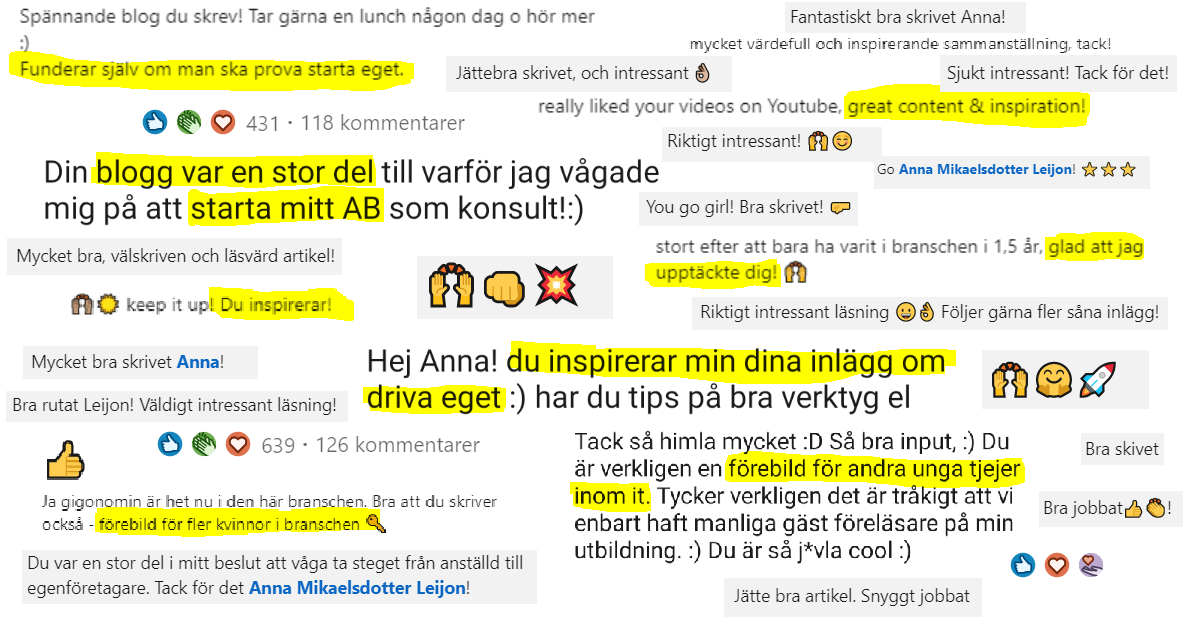 Spännande blog du skrev! Tar gärna en lunch någon dag o hör mer
:)
Funderar själv om man ska prova starta eget.
Fantastiskt bra skrivet Anna!
mycket värdefull och inspirerande sammanställning, tack!
Jättebra skrivet, och intressant 👌
Sjukt intressant! Tack för det!
really liked your videos on Youtube, great content & inspiration!
431 · 118 kommentarer
Riktigt intressant! 🙌😊
Go Anna Mikaelsdotter Leijon! ⭐⭐⭐
Din blogg var en stor del till varför jag vågade
mig på att starta mitt AB som konsult!:)
You go girl! Bra skrivet! 🤛
stort efter att bara ha varit i branschen i 1,5 år, glad att jag
upptäckte dig! 🙌
Mycket bra, välskriven och läsvärd artikel!
🙌👊💥
🙌🌞 keep it up! Du inspirerar!
Riktigt intressant läsning 😀👌 Följer gärna fler såna inlägg!
Mycket bra skrivet Anna!
Hej Anna! du inspirerar min dina inlägg om
driva eget :) har du tips på bra verktyg el
🙌🤗🚀
Bra rutat Leijon! Väldigt intressant läsning!
👍
639 · 126 kommentarer
Tack så himla mycket :D Så bra input, :) Du
är verkligen en förebild för andra unga tjejer
inom it. Tycker verkligen det är tråkigt att vi
enbart haft manliga gäst föreläsare på min
utbildning. :) Du är så j*vla cool :)
Bra skivet
Ja gigonomin är het nu i den här branschen. Bra att du skriver
också - förebild för fler kvinnor i branschen 🔑
Bra jobbat👍👏!
Du var en stor del i mitt beslut att våga ta steget från anställd till
egenföretagare. Tack för det Anna Mikaelsdotter Leijon!
Jätte bra artikel. Snyggt jobbat